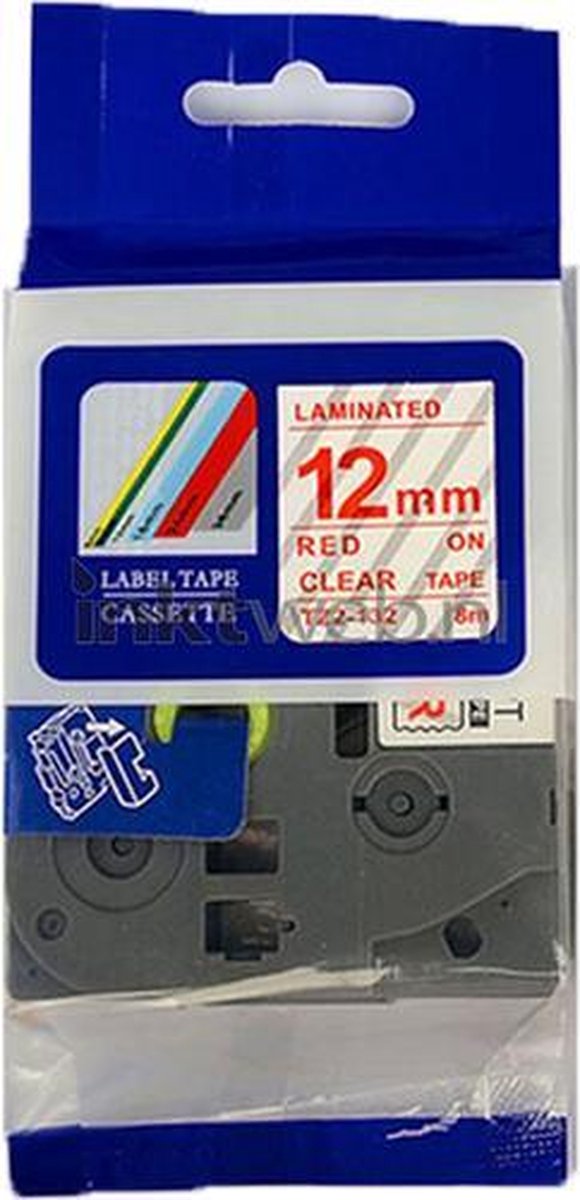 LAMINATED
12mm
RED ON
CLEAR TAPE
TZ2-132 8m
LABEL TAPE
CASSETTE
inktweb.nl
R
T